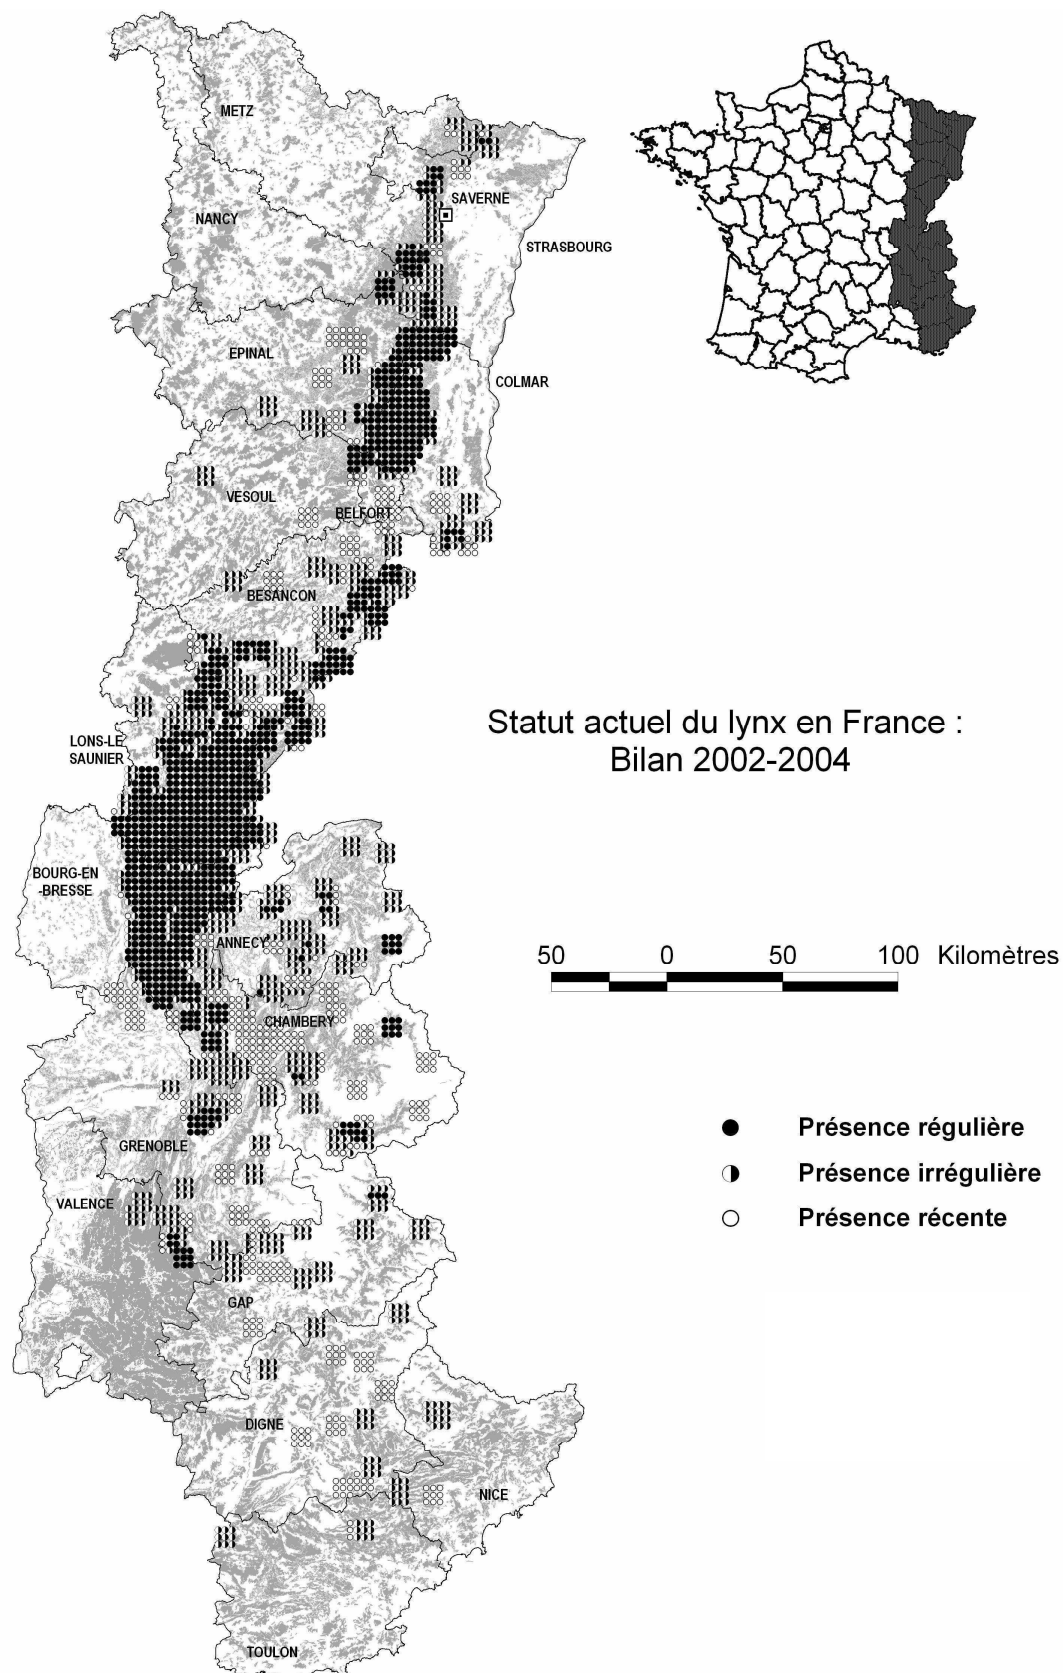 METZ
SAVERNE
NANCY
STRASBOURG
EPINAL
COLMAR
VESOUL
BELFORT
BESANCON
Statut actuel du lynx en France :
Bilan 2002-2004
LONS-LE
SAUNIER
BOURG-EN
-BRESSE
ANNECY
50 0 50 100 Kilomètres
CHAMBERY
Présence régulière
GRENOBLE
Présence irrégulière
VALENCE
Présence récente
GAP
DIGNE
NICE
TOULON